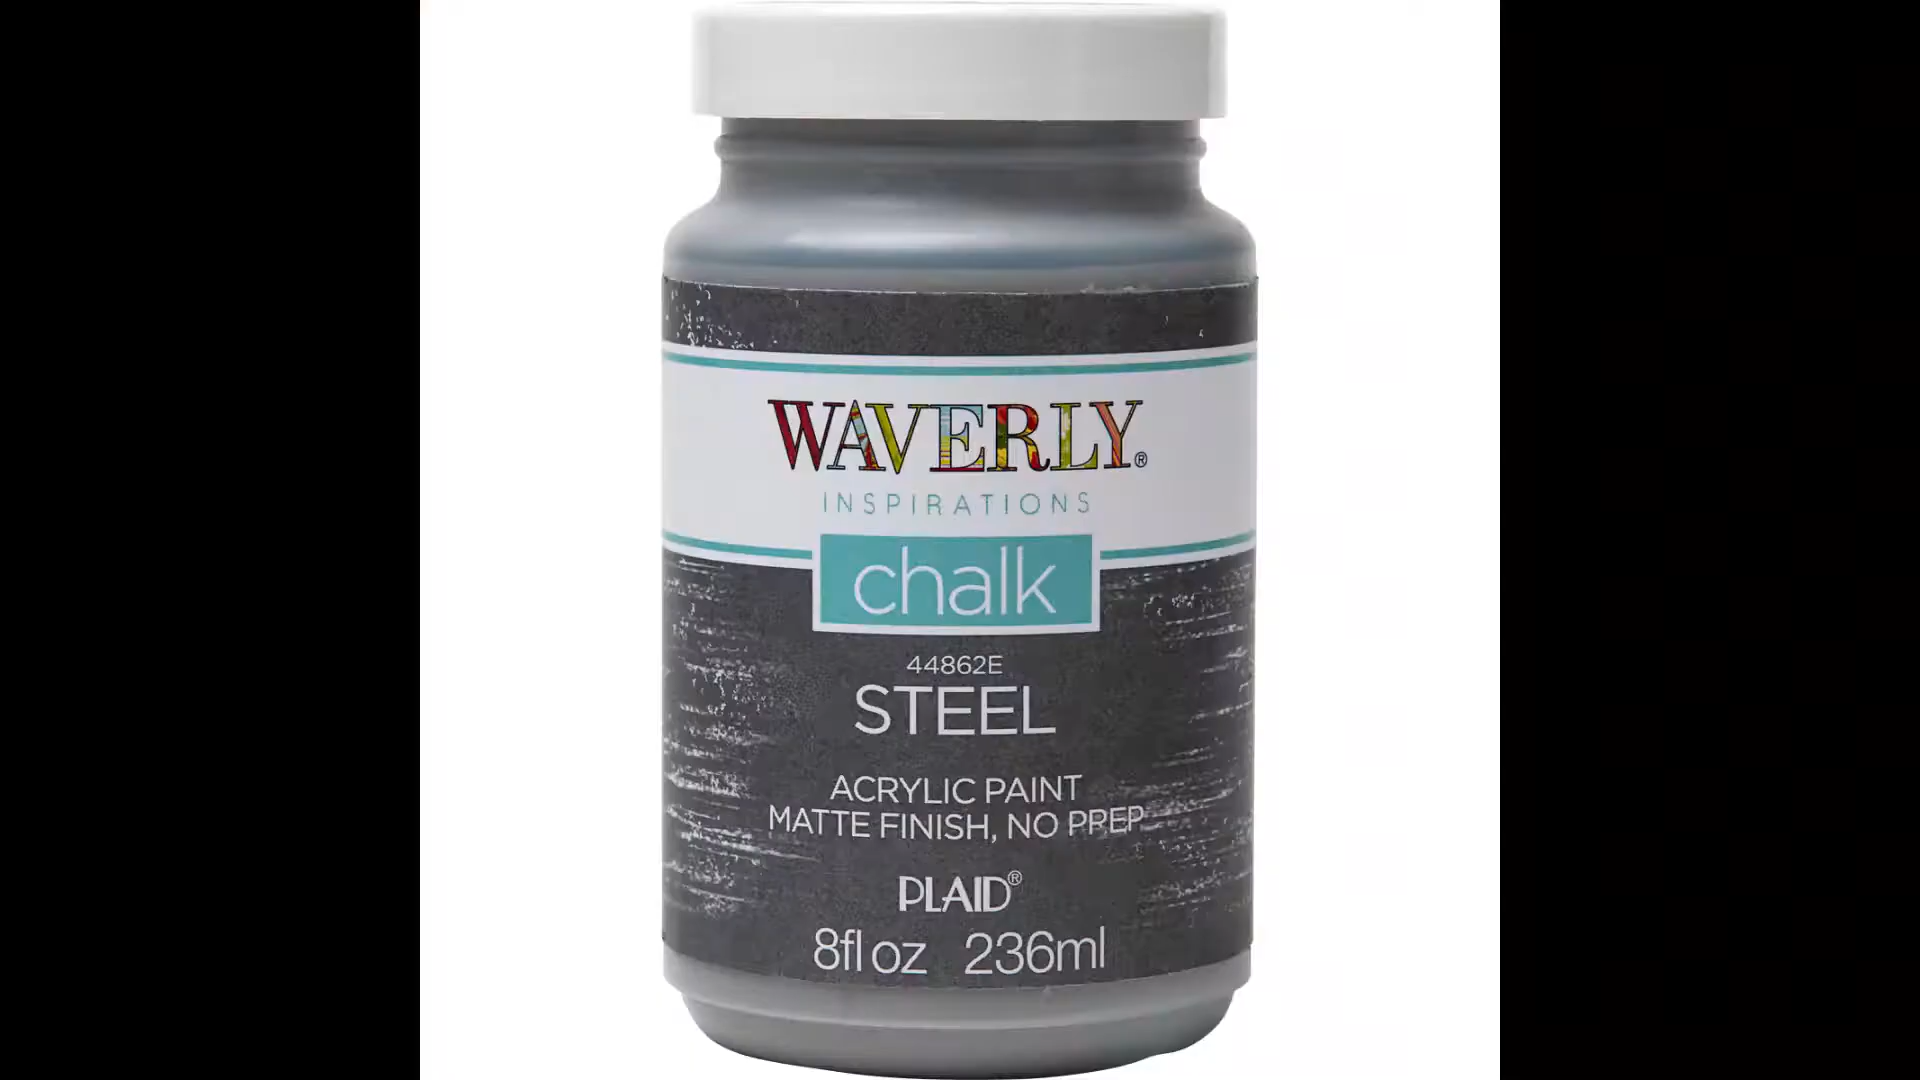 WAVERLY®
INSPIRATIONS
chalk
44862E
STEEL
ACRYLIC PAINT
MATTE FINISH, NO PREP
PLAID®
8fl oz 236ml